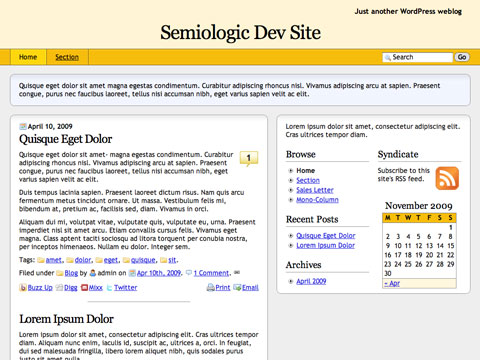 Just another WordPress weblog
Semiologic Dev Site
Home
Section
Search
Go
Quisque eget dolor sit amet magna egestas condimentum. Curabitur adipiscing rhoncus nisl. Vivamus adipiscing arcu at sapien. Praesent
congue, purus nec faucibus laoreet, tellus nisi accumsan nibh, eget varius sapien velit ac elit.
April 10, 2009
Quisque Eget Dolor
1
Quisque eget dolor sit amet- magna egestas condimentum. Curabitur
adipiscing rhoncus nisl. Vivamus adipiscing arcu at sapien. Praesent
congue, purus nec faucibus laoreet, tellus nisi accumsan nibh, eget
varius sapien velit ac elit.
Duis tempus lacinia sapien. Praesent laoreet dictum risus. Nam quis arcu
fermentum metus tincidunt ornare. Ut massa. Vestibulum felis mi,
bibendum at, pretium ac, facilisis sed, diam. Vivamus in orci.
Aliquam dui mi, volutpat vitae, vulputate quis, vulputate eu, urna. Praesent
imperdiet nisi sit amet arcu. Etiam convallis cursus felis. Vivamus eget
magna. Class aptent taciti sociosqu ad litora torquent per conubia nostra,
per inceptos himenaeos. Nullam eu dolor. Integer sem.
Tags: amet, dolor, eget, quisque, sit.
Filed under Blog by admin on Apr 10th, 2009. 1 Comment.
Buzz Up Digg Mixx Twitter Print Email
Lorem Ipsum Dolor
Lorem ipsum dolor sit amet, consectetur adipiscing elit. Curabitur congue.
Aliquam nunc enim, iaculis id, suscipit ac, ultrices a, orci. In feugiat,
dui sed malesuada fringilla, libero lorem aliquet nibh, quis sodales purus
justo sit amet nulla.
Lorem ipsum dolor sit amet, consectetur adipiscing elit.
Cras ultrices tempor diam.
Browse
Home
Section
Sales Letter
Mono-Column
Recent Posts
Quisque Eget Dolor
Lorem Ipsum Dolor
Archives
April 2009
Syndicate
Subscribe to this
site's RSS feed.
November 2009
M T W T F S S
1
2 3 4 5 6 7 8
9 10 11 12 13 14 15
16 17 18 19 20 21 22
23 24 25 26 27 28 29
30
« Apr